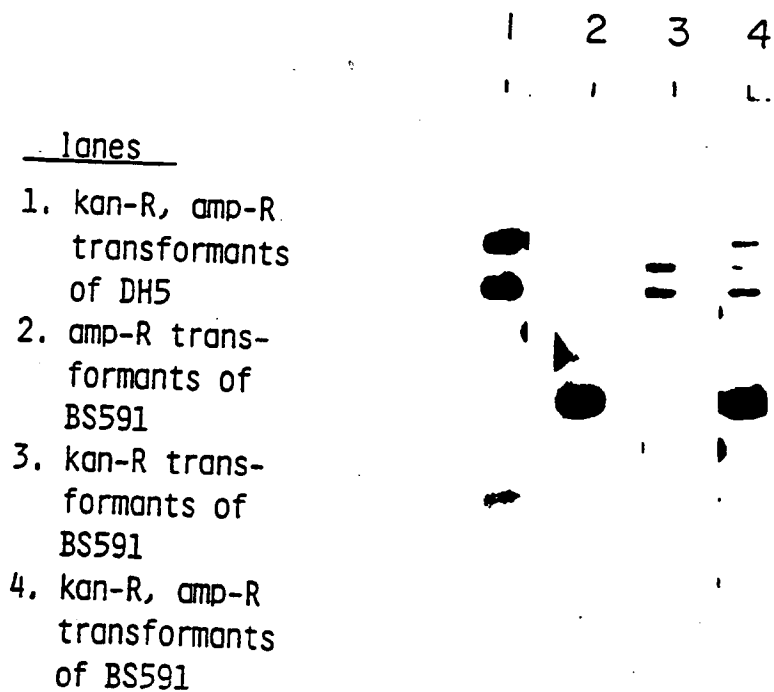 1 2 3 4
lanes
1. kan-R, amp-R
transformants
of DH5
2. amp-R trans-
formants of
BS591
3. kan-R trans-
formants of
BS591
4. kan-R, amp-R
transformants
of BS591